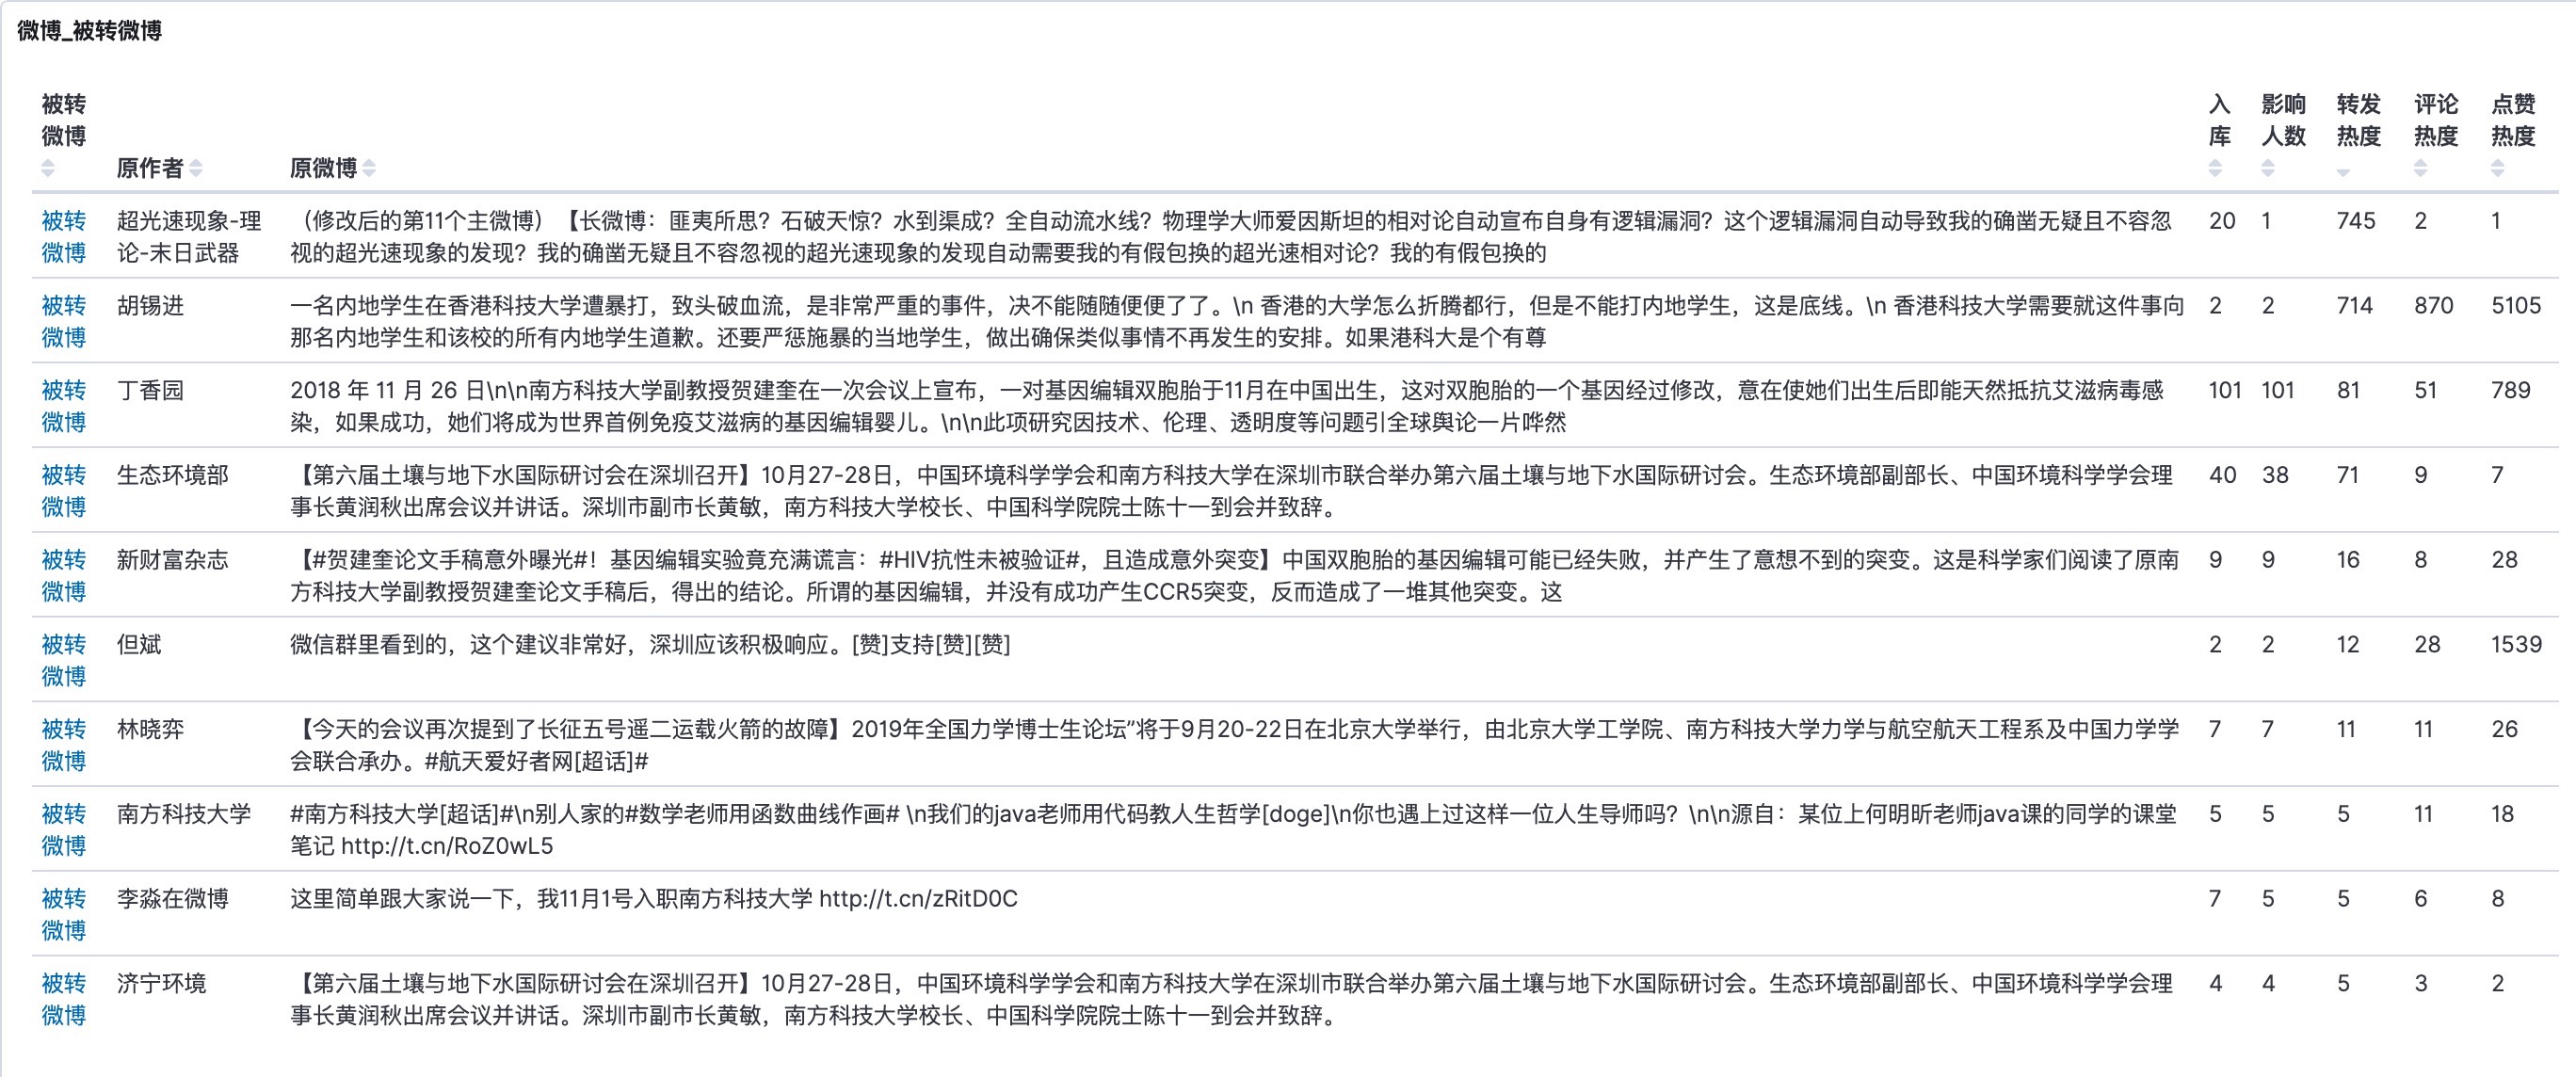 微博_被转微博
被转微博 原作者 原微博 入库 影响人数 转发热度 评论热度 点赞热度
被转 超光速现象-理 （修改后的第11个主微博）【长微博：匪夷所思？石破天惊？水到渠成？全自动流水线？物理学大师爱因斯坦的相对论自动宣布自身有逻辑漏洞？这个逻辑漏洞自动导致我的确凿无疑且不容忽 20 1 745 2 1
微博 论-末日武器 视的超光速现象的发现？我的确凿无疑且不容忽视的超光速现象的发现自动需要我的有假包换的超光速相对论？我的有假包换的
被转 胡锡进 一名内地学生在香港科技大学遭暴打，致头破血流，是非常严重的事件，决不能随随便便了了。\n 香港的大学怎么折腾都行，但是不能打内地学生，这是底线。\n 香港科技大学需要就这件事向 2 2 714 870 5105
微博 那名内地学生和该校的所有内地学生道歉。还要严惩施暴的当地学生，做出确保类似事情不再发生的安排。如果港科大是个有尊
被转 丁香园 2018 年 11 月 26 日\n\n南方科技大学副教授贺建奎在一次会议上宣布，一对基因编辑双胞胎于11月在中国出生，这对双胞胎的一个基因经过修改，意在使她们出生后即能天然抵抗艾滋病毒感 101 101 81 51 789
微博 染，如果成功，她们将成为世界首例免疫艾滋病的基因编辑婴儿。\n\n此项研究因技术、伦理、透明度等问题引全球舆论一片哗然
被转 生态环境部 【第六届土壤与地下水国际研讨会在深圳召开】10月27-28日，中国环境科学学会和南方科技大学在深圳市联合举办第六届土壤与地下水国际研讨会。生态环境部副部长、中国环境科学学会理 40 38 71 9 7
微博 事长黄润秋出席会议并讲话。深圳市副市长黄敏，南方科技大学校长、中国科学院院士陈十一到会并致辞。
被转 新财富杂志 【#贺建奎论文手稿意外曝光#！基因编辑实验竟充满谎言：#HIV抗性未被验证#，且造成意外突变】中国双胞胎的基因编辑可能已经失败，并产生了意想不到的突变。这是科学家们阅读了原南 9 9 16 8 28
微博 方科技大学副教授贺建奎论文手稿后，得出的结论。所谓的基因编辑，并没有成功产生CCR5突变，反而造成了一堆其他突变。这
被转 但斌 微信群里看到的，这个建议非常好，深圳应该积极响应。[赞]支持[赞][赞] 2 2 12 28 1539
微博
被转 林晓弈 【今天的会议再次提到了长征五号遥二运载火箭的故障】2019年全国力学博士生论坛”将于9月20-22日在北京大学举行，由北京大学工学院、南方科技大学力学与航空航天工程系及中国力学学 7 7 11 11 26
微博 会联合承办。#航天爱好者网[超话]#
被转 南方科技大学 #南方科技大学[超话]#\n别人家的#数学老师用函数曲线作画# \n我们的java老师用代码教人生哲学[doge]\n你也遇上过这样一位人生导师吗？\n\n源自：某位上何明昕老师java课的同学的课堂 5 5 5 11 18
微博 笔记 http://t.cn/RoZ0wL5
被转 李淼在微博 这里简单跟大家说一下，我11月1号入职南方科技大学 http://t.cn/zRitD0C 7 5 5 6 8
微博
被转 济宁环境 【第六届土壤与地下水国际研讨会在深圳召开】10月27-28日，中国环境科学学会和南方科技大学在深圳市联合举办第六届土壤与地下水国际研讨会。生态环境部副部长、中国环境科学学会理 4 4 5 3 2
微博 事长黄润秋出席会议并讲话。深圳市副市长黄敏，南方科技大学校长、中国科学院院士陈十一到会并致辞。